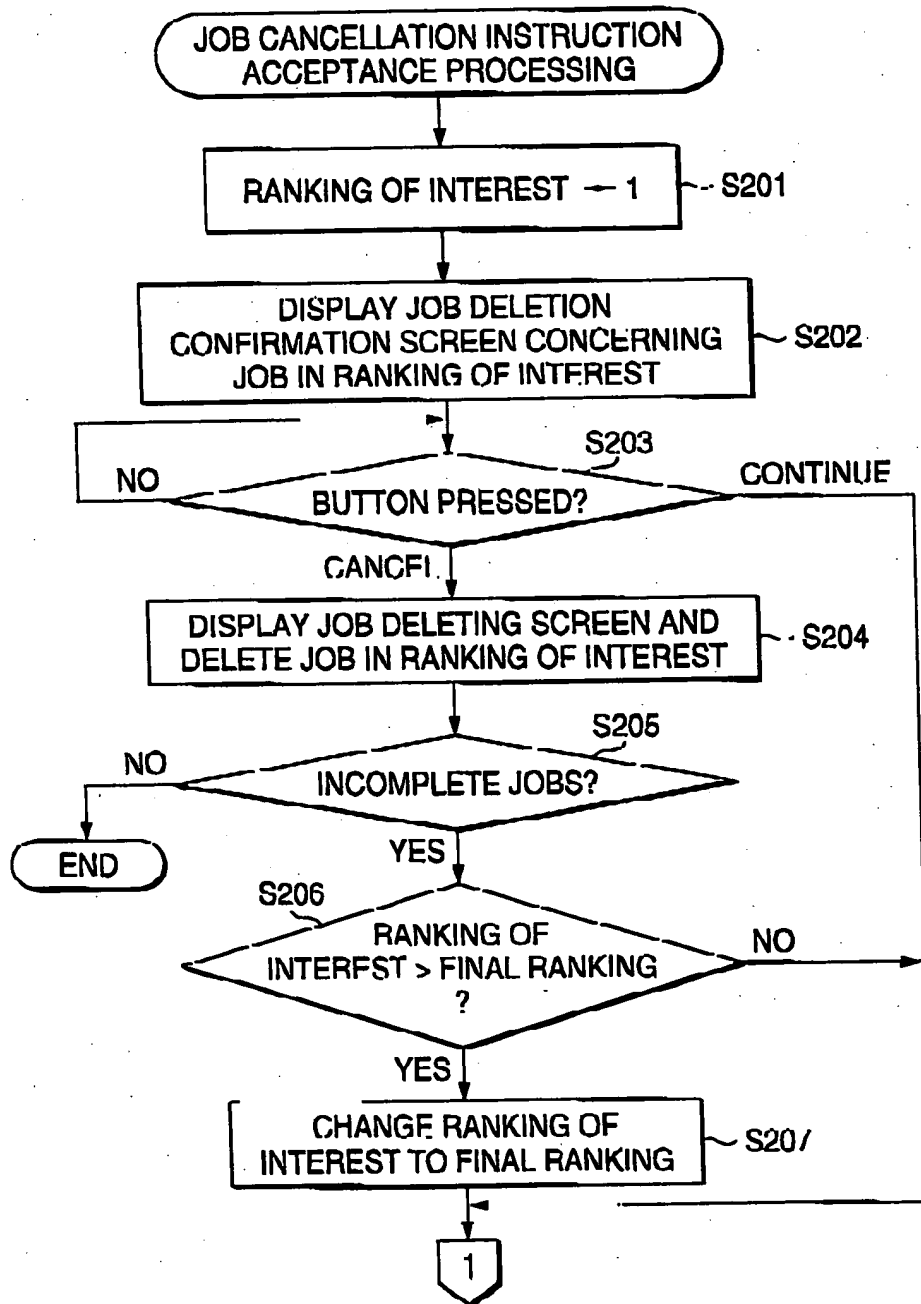 JOB CANCELLATION INSTRUCTION
ACCEPTANCE PROCESSING
RANKING OF INTEREST ← 1
S201
DISPLAY JOB DELETION
CONFIRMATION SCREEN CONCERNING
JOB IN RANKING OF INTEREST
S202
S203
NO
BUTTON PRESSED?
CONTINUE
CANCEL
DISPLAY JOB DELETING SCREEN AND
DELETE JOB IN RANKING OF INTEREST
S204
S205
NO
INCOMPLETE JOBS?
END
YES
S206
RANKING OF
INTEREST > FINAL RANKING
?
NO
YES
CHANGE RANKING OF
INTEREST TO FINAL RANKING
S207
1